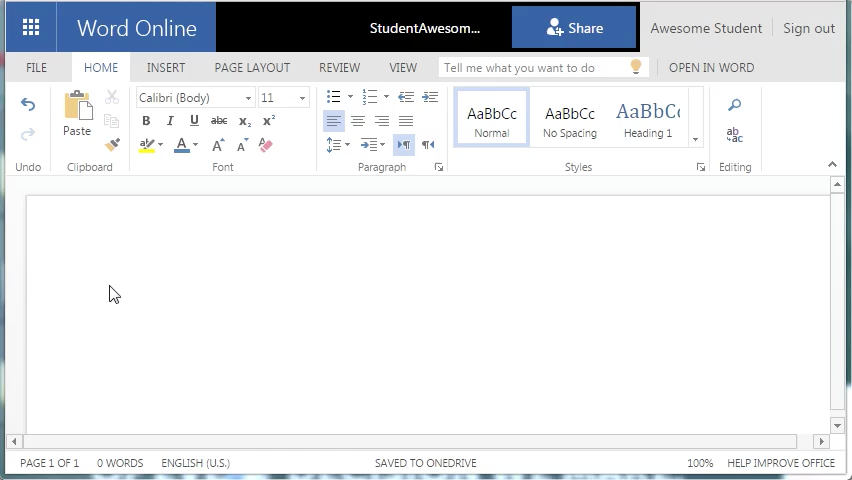 Word Online StudentAwesom... Share Awesome Student Sign out
FILE HOME INSERT PAGE LAYOUT REVIEW VIEW Tell me what you want to do OPEN IN WORD
Calibri (Body) 11 AaBbCc AaBbCc AaBbCc
Paste B I U abc x₂ x² Normal No Spacing Heading 1 ab ac
A A A
Undo Clipboard Font Paragraph Styles Editing
PAGE 1 OF 1 0 WORDS ENGLISH (U.S.) SAVED TO ONEDRIVE 100% HELP IMPROVE OFFICE